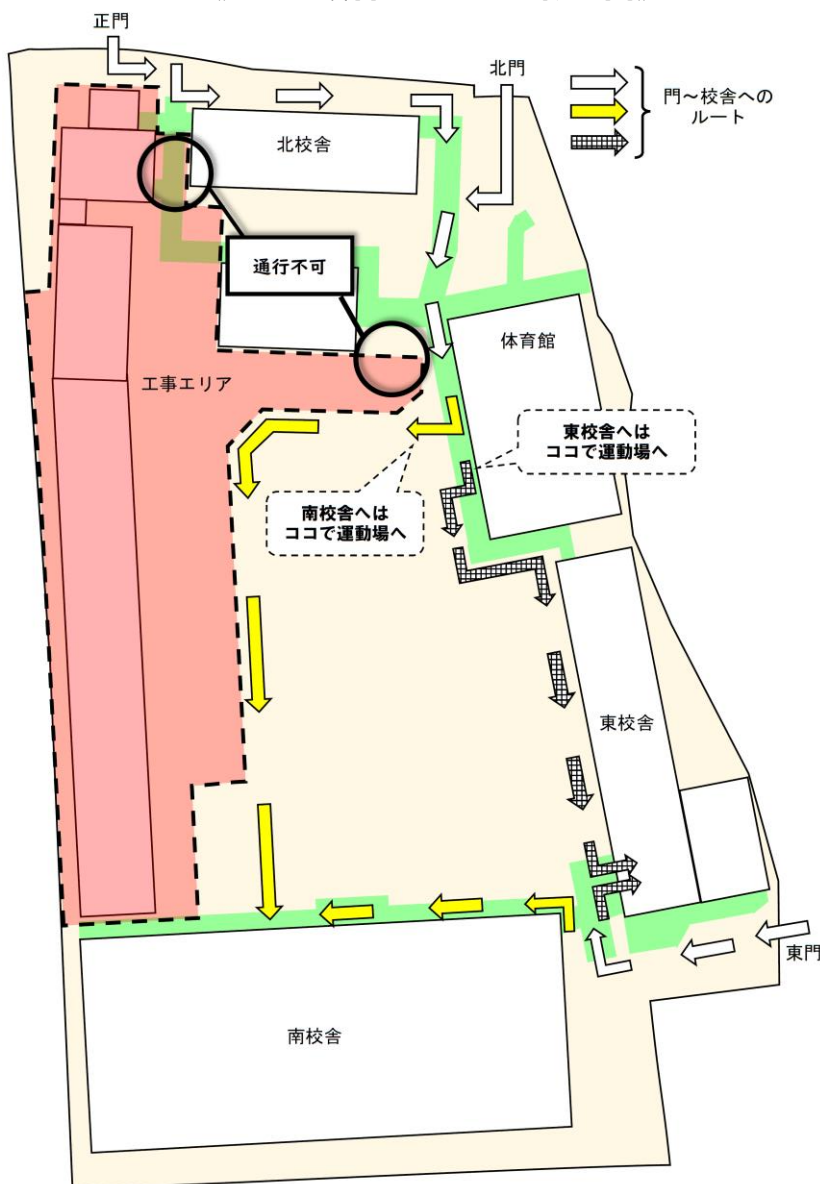 正門
北門
門～校舎への
ルート
北校舎
通行不可
体育館
工事エリア
東校舎へは
ココで運動場へ
南校舎へは
ココで運動場へ
東校舎
東門
南校舎